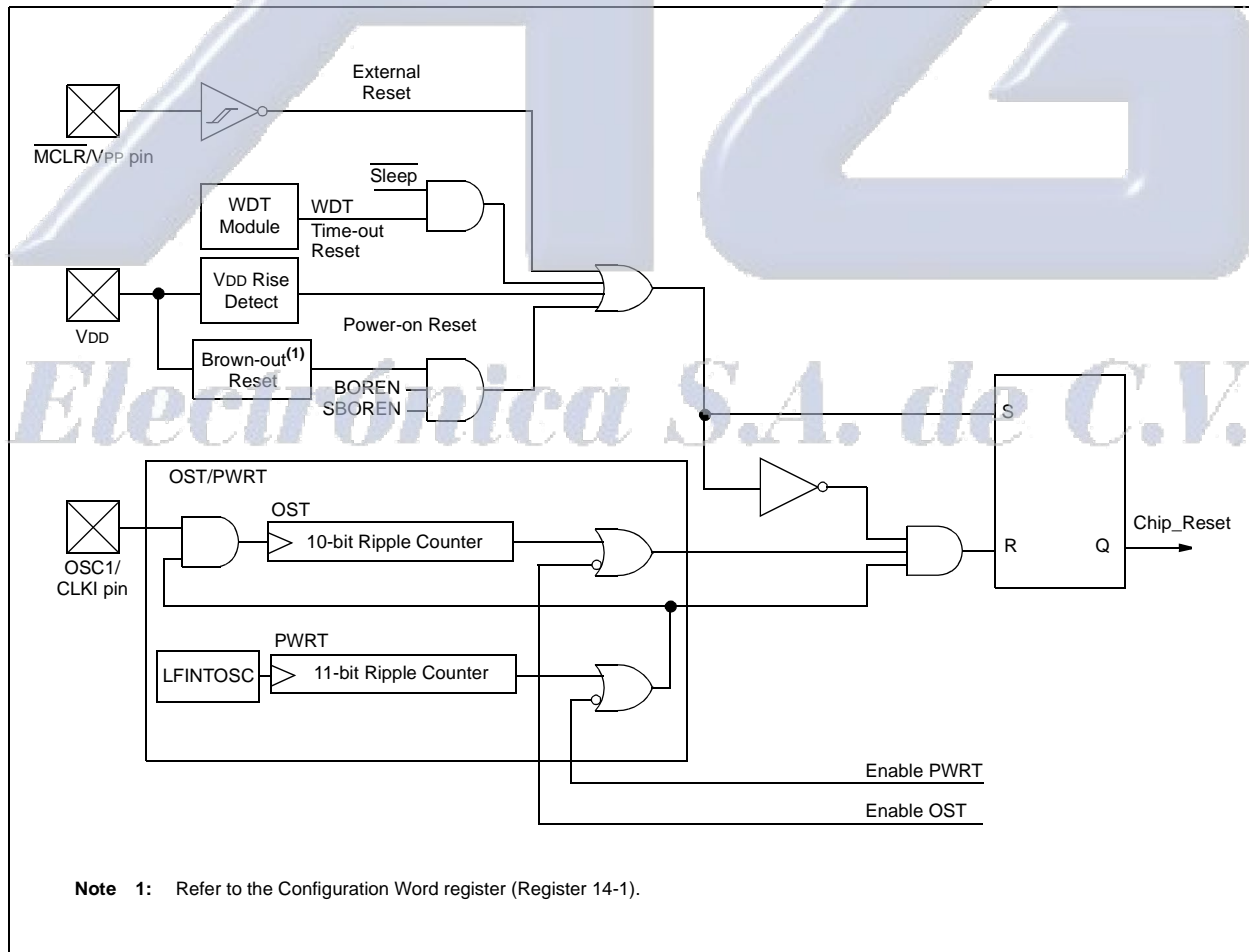 AG
Electrónica S.A. de C.V.
External
Reset
MCLR/VPP pin
Sleep
WDT
Module
WDT
Time-out
Reset
VDD Rise
Detect
VDD
Power-on Reset
Brown-out(1)
Reset
BOREN
SBOREN
S
OST/PWRT
OST
10-bit Ripple Counter
OSC1/
CLKI pin
Chip_Reset
R
Q
PWRT
LFINTOSC
11-bit Ripple Counter
Enable PWRT
Enable OST
Note 1: Refer to the Configuration Word register (Register 14-1).